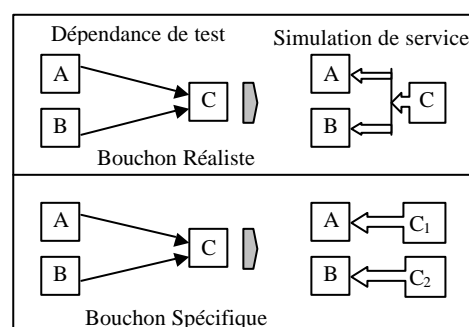 Dépendance de test
Simulation de service
A
B
C
A
B
C
Bouchon Réaliste
A
B
C
A
B
C1
C2
Bouchon Spécifique